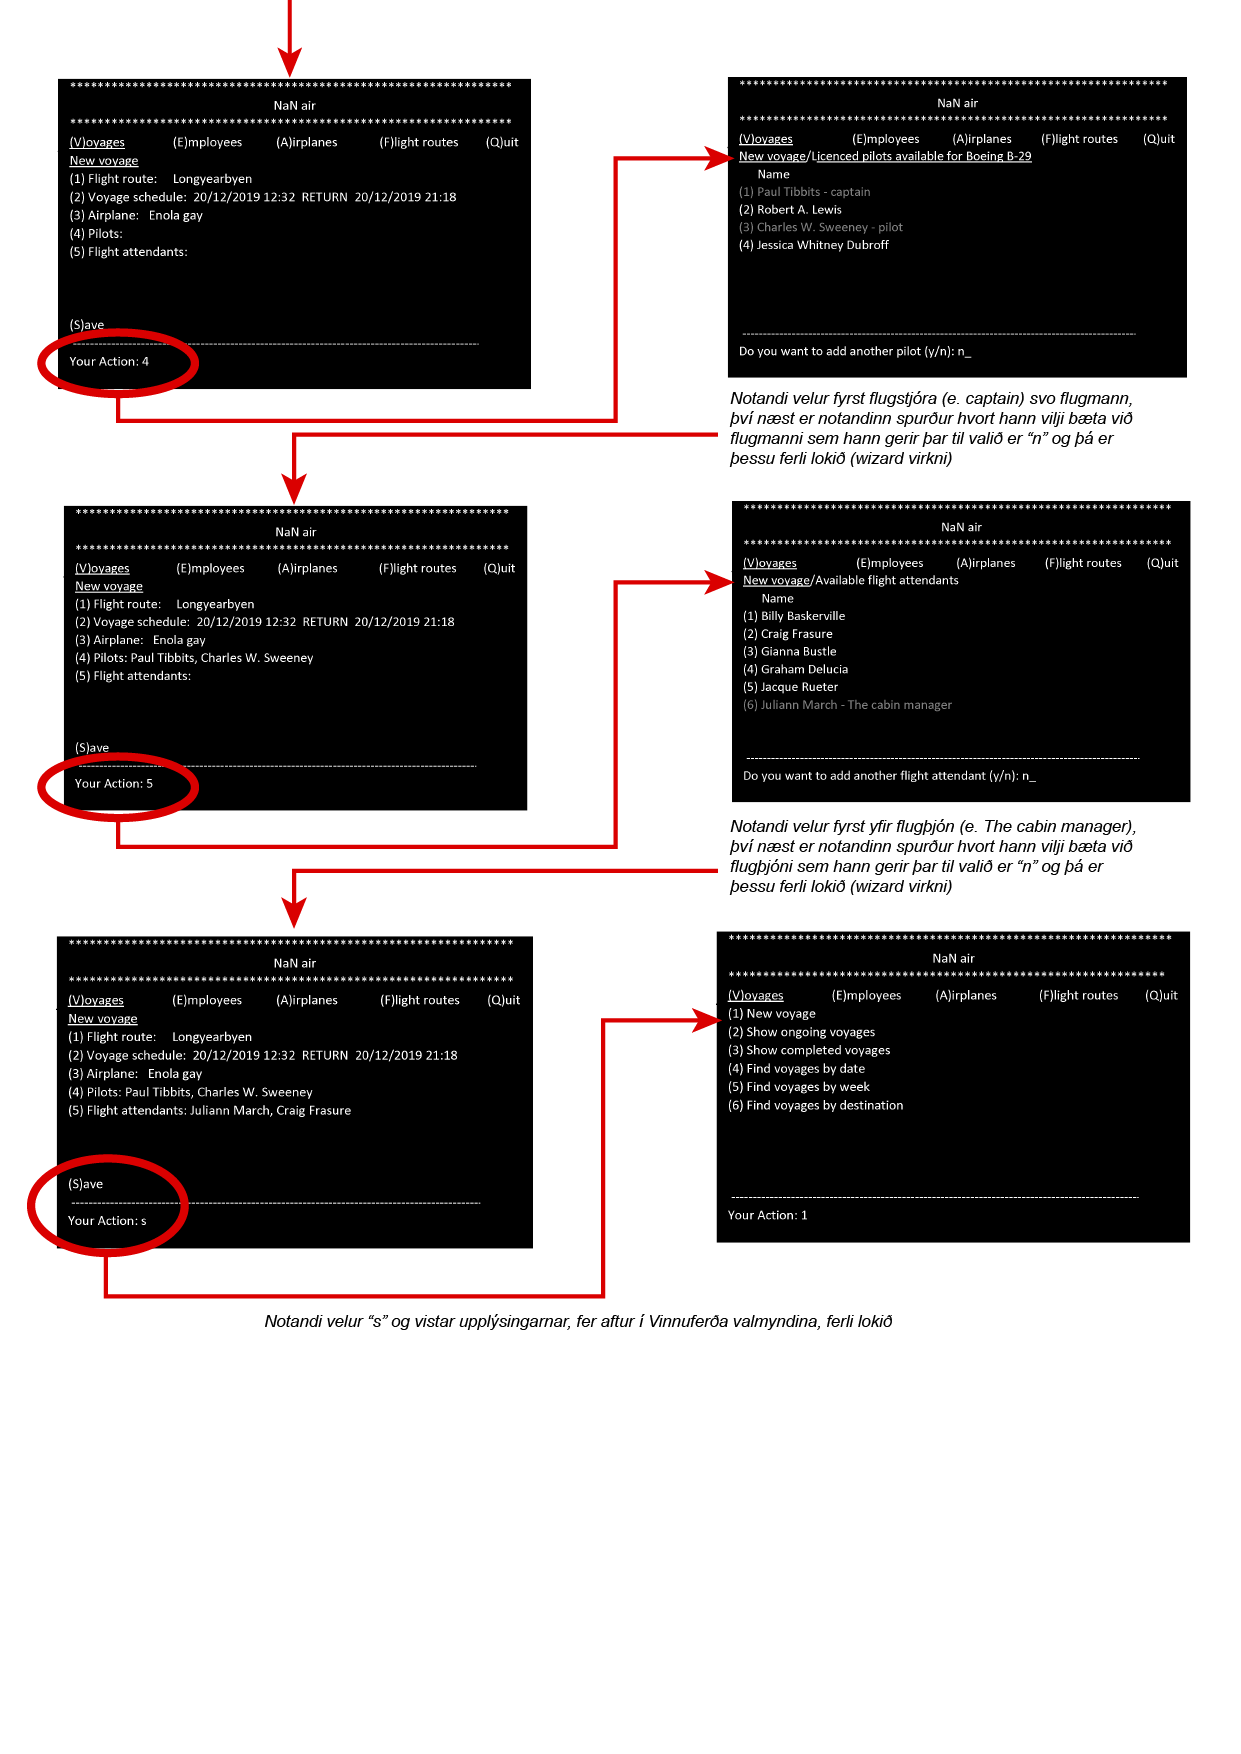 ******************************************************************
NaN air
******************************************************************
(V)oyages (E)mployees (A)irplanes (F)light routes (Q)uit
New voyage
(1) Flight route: Longyearbyen
(2) Voyage schedule: 20/12/2019 12:32 RETURN 20/12/2019 21:18
(3) Airplane: Enola gay
(4) Pilots:
(5) Flight attendants:
(S)ave
--------------------------------------------------
Your Action: 4
******************************************************************
NaN air
******************************************************************
(V)oyages (E)mployees (A)irplanes (F)light routes (Q)uit
New voyage/Licenced pilots available for Boeing B-29
Name
(1) Paul Tibbits - captain
(2) Robert A. Lewis
(3) Charles W. Sweeney - pilot
(4) Jessica Whitney Dubroff
--------------------------------------------------
Do you want to add another pilot (y/n): n_
Notandi velur fyrst flugstjóra (e. captain) svo flugmann,
því næst er notandinn spurður hvort hann vilji bæta við
flugmanni sem hann gerir þar til valið er “n” og þá er
þessu ferli lokið (wizard virkni)
******************************************************************
NaN air
******************************************************************
(V)oyages (E)mployees (A)irplanes (F)light routes (Q)uit
New voyage
(1) Flight route: Longyearbyen
(2) Voyage schedule: 20/12/2019 12:32 RETURN 20/12/2019 21:18
(3) Airplane: Enola gay
(4) Pilots: Paul Tibbits, Charles W. Sweeney
(5) Flight attendants:
(S)ave
--------------------------------------------------
Your Action: 5
******************************************************************
NaN air
******************************************************************
(V)oyages (E)mployees (A)irplanes (F)light routes (Q)uit
New voyage/Available flight attendants
Name
(1) Billy Baskerville
(2) Craig Frasure
(3) Gianna Bustle
(4) Graham Delucia
(5) Jacque Rueter
(6) Juliann March - The cabin manager
--------------------------------------------------
Do you want to add another flight attendant (y/n): n_
Notandi velur fyrst yfir flugþjón (e. The cabin manager),
því næst er notandinn spurður hvort hann vilji bæta við
flugþjóni sem hann gerir þar til valið er “n” og þá er
þessu ferli lokið (wizard virkni)
******************************************************************
NaN air
******************************************************************
(V)oyages (E)mployees (A)irplanes (F)light routes (Q)uit
New voyage
(1) Flight route: Longyearbyen
(2) Voyage schedule: 20/12/2019 12:32 RETURN 20/12/2019 21:18
(3) Airplane: Enola gay
(4) Pilots: Paul Tibbits, Charles W. Sweeney
(5) Flight attendants: Juliann March, Craig Frasure
(S)ave
--------------------------------------------------
Your Action: s
******************************************************************
NaN air
******************************************************************
(V)oyages (E)mployees (A)irplanes (F)light routes (Q)uit
(1) New voyage
(2) Show ongoing voyages
(3) Show completed voyages
(4) Find voyages by date
(5) Find voyages by week
(6) Find voyages by destination
--------------------------------------------------
Your Action: 1
Notandi velur “s” og vistar upplýsingarnar, fer aftur í Vinnuferða valmyndina, ferli lokið